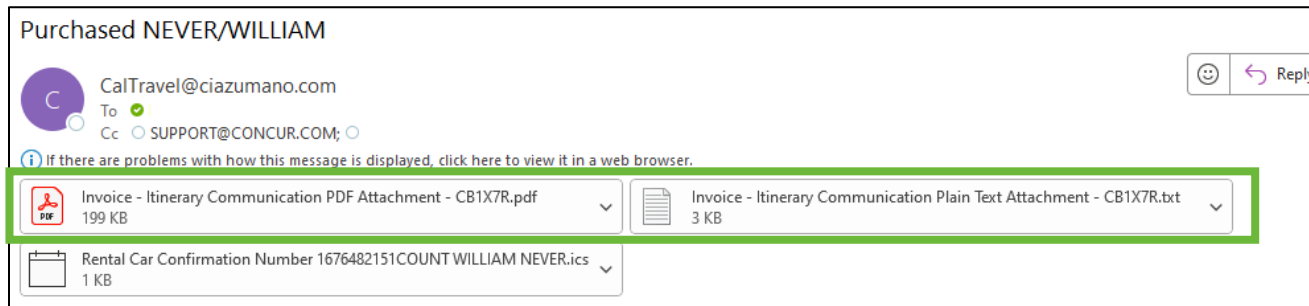 Purchased NEVER/WILLIAM
C
CalTravel@ciazumano.com
Reply
To
Cc SUPPORT@CONCUR.COM;
i If there are problems with how this message is displayed, click here to view it in a web browser.
PDF Invoice - Itinerary Communication PDF Attachment - CB1X7R.pdf
199 KB
Invoice - Itinerary Communication Plain Text Attachment - CB1X7R.txt
3 KB
Rental Car Confirmation Number 1676482151COUNT WILLIAM NEVER.ics
1 KB